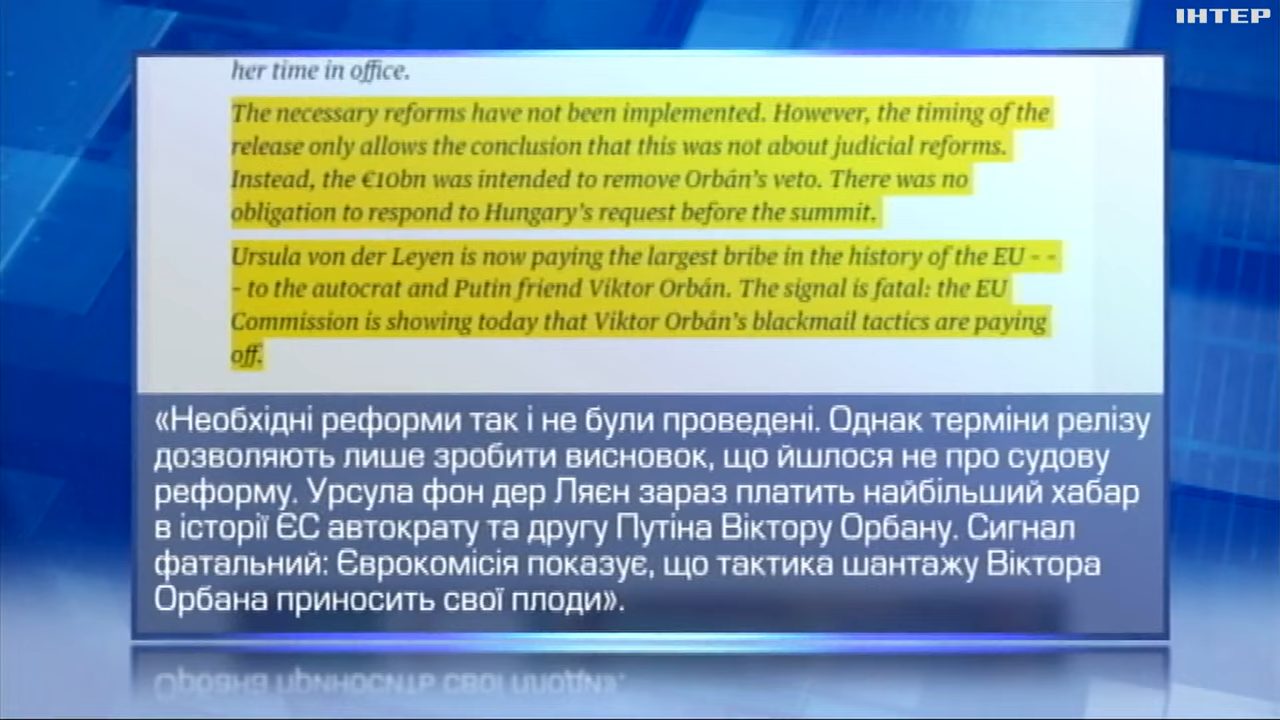 ІНТЕР
her time in office.
The necessary reforms have not been implemented. However, the timing of the
release only allows the conclusion that this was not about judicial reforms.
Instead, the €10bn was intended to remove Orbán's veto. There was no
obligation to respond to Hungary's request before the summit.
Ursula von der Leyen is now paying the largest bribe in the history of the EU - -
- to the autocrat and Putin friend Viktor Orbán. The signal is fatal: the EU
Commission is showing today that Viktor Orbán's blackmail tactics are paying
off.
«Необхідні реформи так і не були проведені. Однак терміни релізу
дозволяють лише зробити висновок, що йшлося не про судову
реформу. Урсула фон дер Ляєн зараз платить найбільший хабар
в історії ЄС автократу та другу Путіна Віктору Орбану. Сигнал
фатальний: Єврокомісія показує, що тактика шантажу Віктора
Орбана приносить свої плоди».